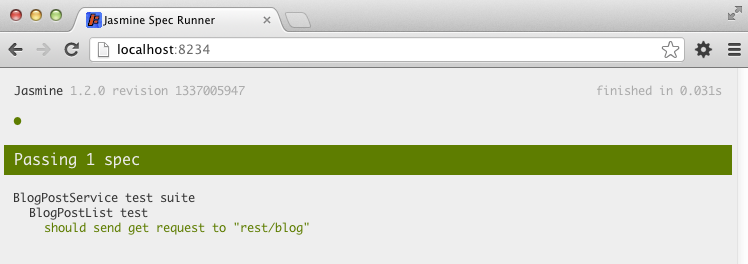 Jasmine Spec Runner
localhost:8234
Jasmine 1.2.0 revision 1337005947 finished in 0.031s
Passing 1 spec
BlogPostService test suite
BlogPostList test
should send get request to "rest/blog"